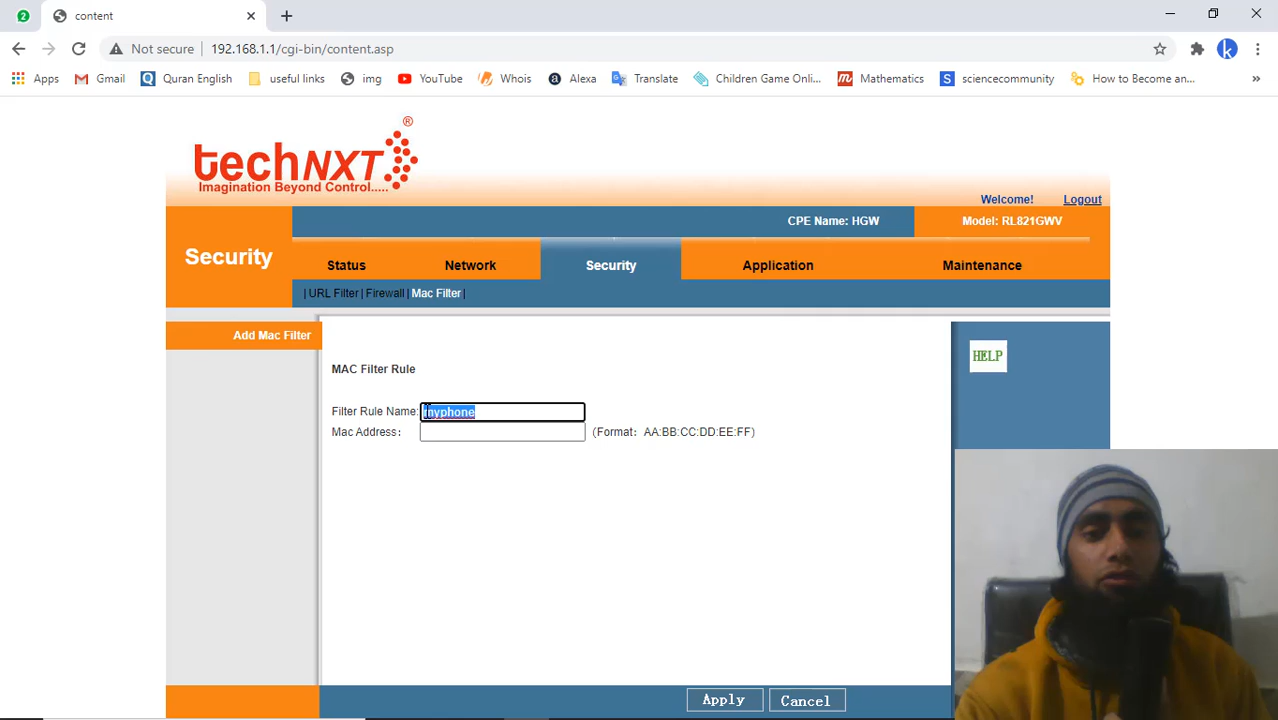 2
content
Not secure
192.168.1.1/cgi-bin/content.asp
k
Apps
Gmail
Quran English
useful links
img
YouTube
Whois
a
Alexa
Translate
Children Game Onli...
Mathematics
S
sciencecommunity
How to Become an...
»
®
techNXT
Imagination Beyond Control.....
Welcome!
Logout
CPE Name: HGW
Model: RL821GWV
Security
Status
Network
Security
Application
Maintenance
| URL Filter | Firewall | Mac Filter |
Add Mac Filter
HELP
MAC Filter Rule
Filter Rule Name: myphone
Mac Address: (Format: AA:BB:CC:DD:EE:FF)
Apply
Cancel